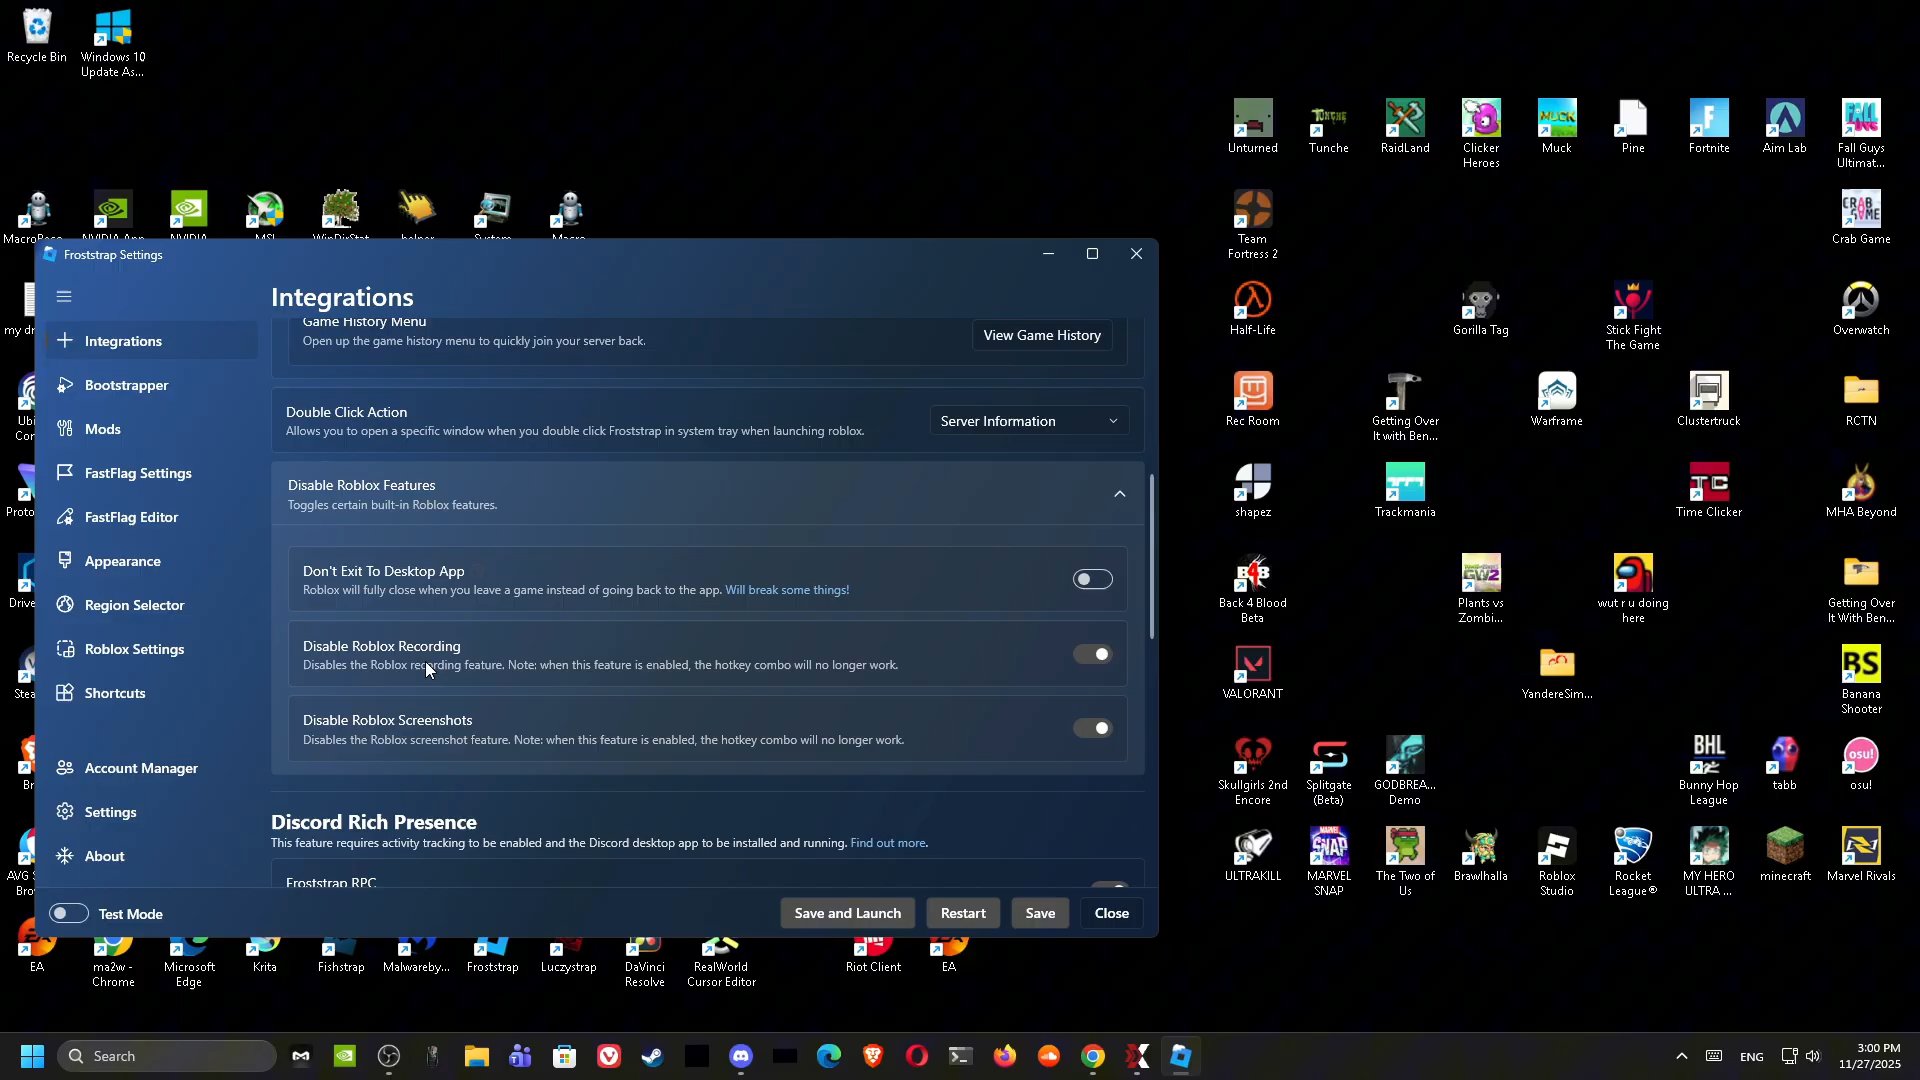 Recycle Bin
Windows 10
Update As...
Unturned
Tunche
RaidLand
Clicker
Heroes
Muck
Pine
Fortnite
Aim Lab
Fall Guys
Ultimat...
Team
Fortress 2
Crab Game
Half-Life
Gorilla Tag
Stick Fight
The Game
Overwatch
Rec Room
Getting Over
It with Ben...
Warframe
Clustertruck
RCTN
shapez
Trackmania
Time Clicker
MHA Beyond
Back 4 Blood
Beta
Plants vs
Zombi...
wut r u doing
here
Getting Over
It With Ben...
VALORANT
YandereSim...
Banana
Shooter
Skullgirls 2nd
Encore
Splitgate
(Beta)
GODBREA...
Demo
Bunny Hop
League
tabb
osu!
ULTRAKILL
MARVEL
SNAP
The Two of
Us
Brawlhalla
Roblox
Studio
Rocket
League®
MY HERO
ULTRA ...
minecraft
Marvel Rivals
Froststrap Settings
Integrations
Bootstrapper
Mods
FastFlag Settings
FastFlag Editor
Appearance
Region Selector
Roblox Settings
Shortcuts
Account Manager
Settings
About
Test Mode
Integrations
Game History Menu
Open up the game history menu to quickly join your server back.
View Game History
Double Click Action
Allows you to open a specific window when you double click Froststrap in system tray when launching roblox.
Server Information
Disable Roblox Features
Toggles certain built-in Roblox features.
Don't Exit To Desktop App
Roblox will fully close when you leave a game instead of going back to the app. Will break some things!
Disable Roblox Recording
Disables the Roblox recording feature. Note: when this feature is enabled, the hotkey combo will no longer work.
Disable Roblox Screenshots
Disables the Roblox screenshot feature. Note: when this feature is enabled, the hotkey combo will no longer work.
Discord Rich Presence
This feature requires activity tracking to be enabled and the Discord desktop app to be installed and running. Find out more.
Froststrap RPC
Save and Launch
Restart
Save
Close
EA
ma2w -
Chrome
Microsoft
Edge
Krita
Fishstrap
Malwareby...
Froststrap
Luczystrap
DaVinci
Resolve
RealWorld
Cursor Editor
Riot Client
EA
Search
ENG
3:00 PM
11/27/2025